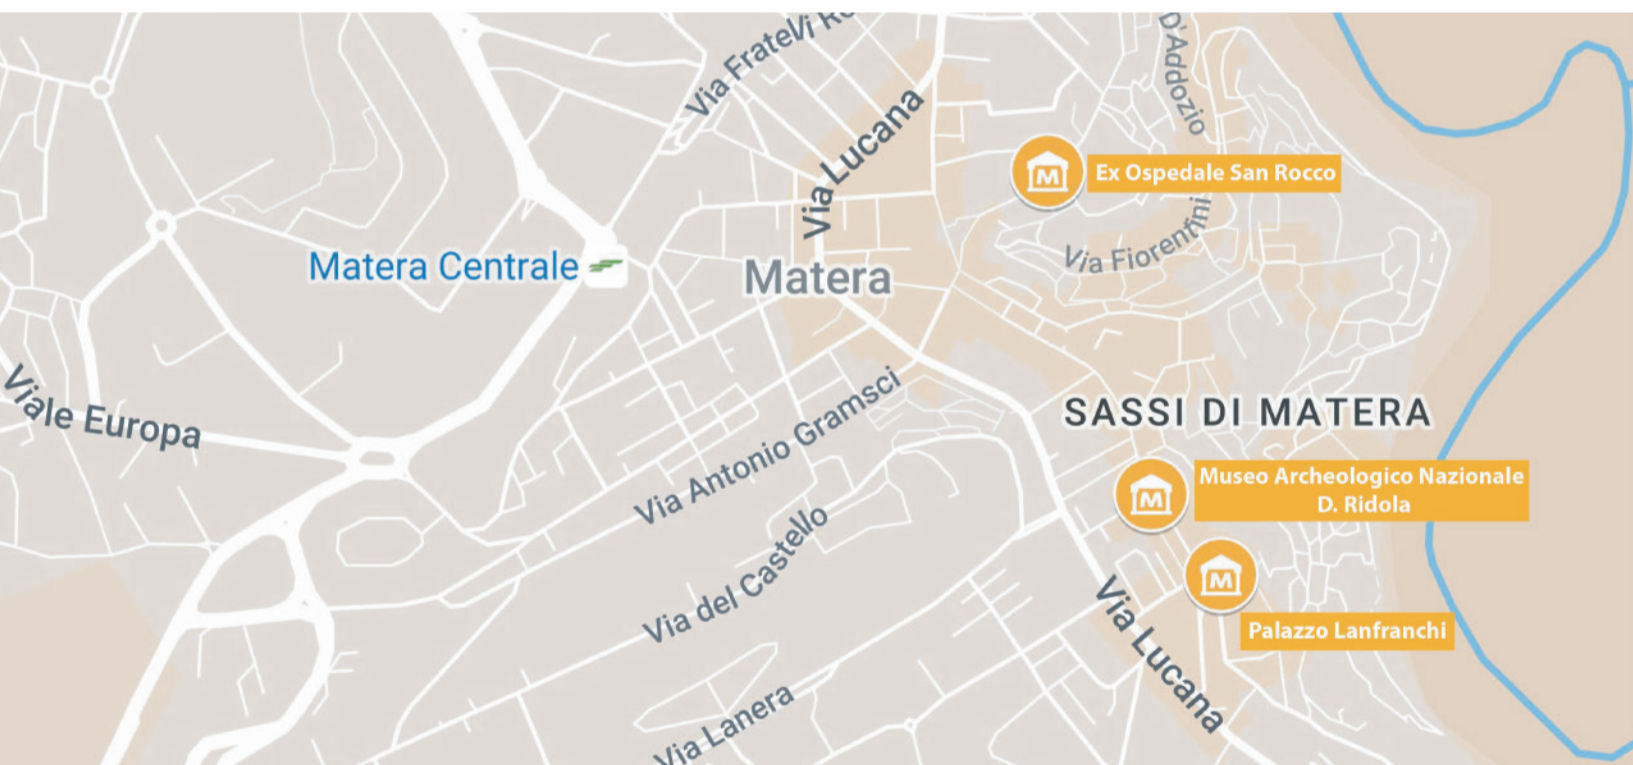 Via Fratelli Ro
D'Addozio
Via Lucana
M
Ex Ospedale San Rocco
Via Fiorentini
Matera Centrale
Matera
Viale Europa
Via Antonio Gramsci
SASSI DI MATERA
M
Museo Archeologico Nazionale
D. Ridola
Via del Castello
M
Palazzo Lanfranchi
Via Lucana
Via Lanera